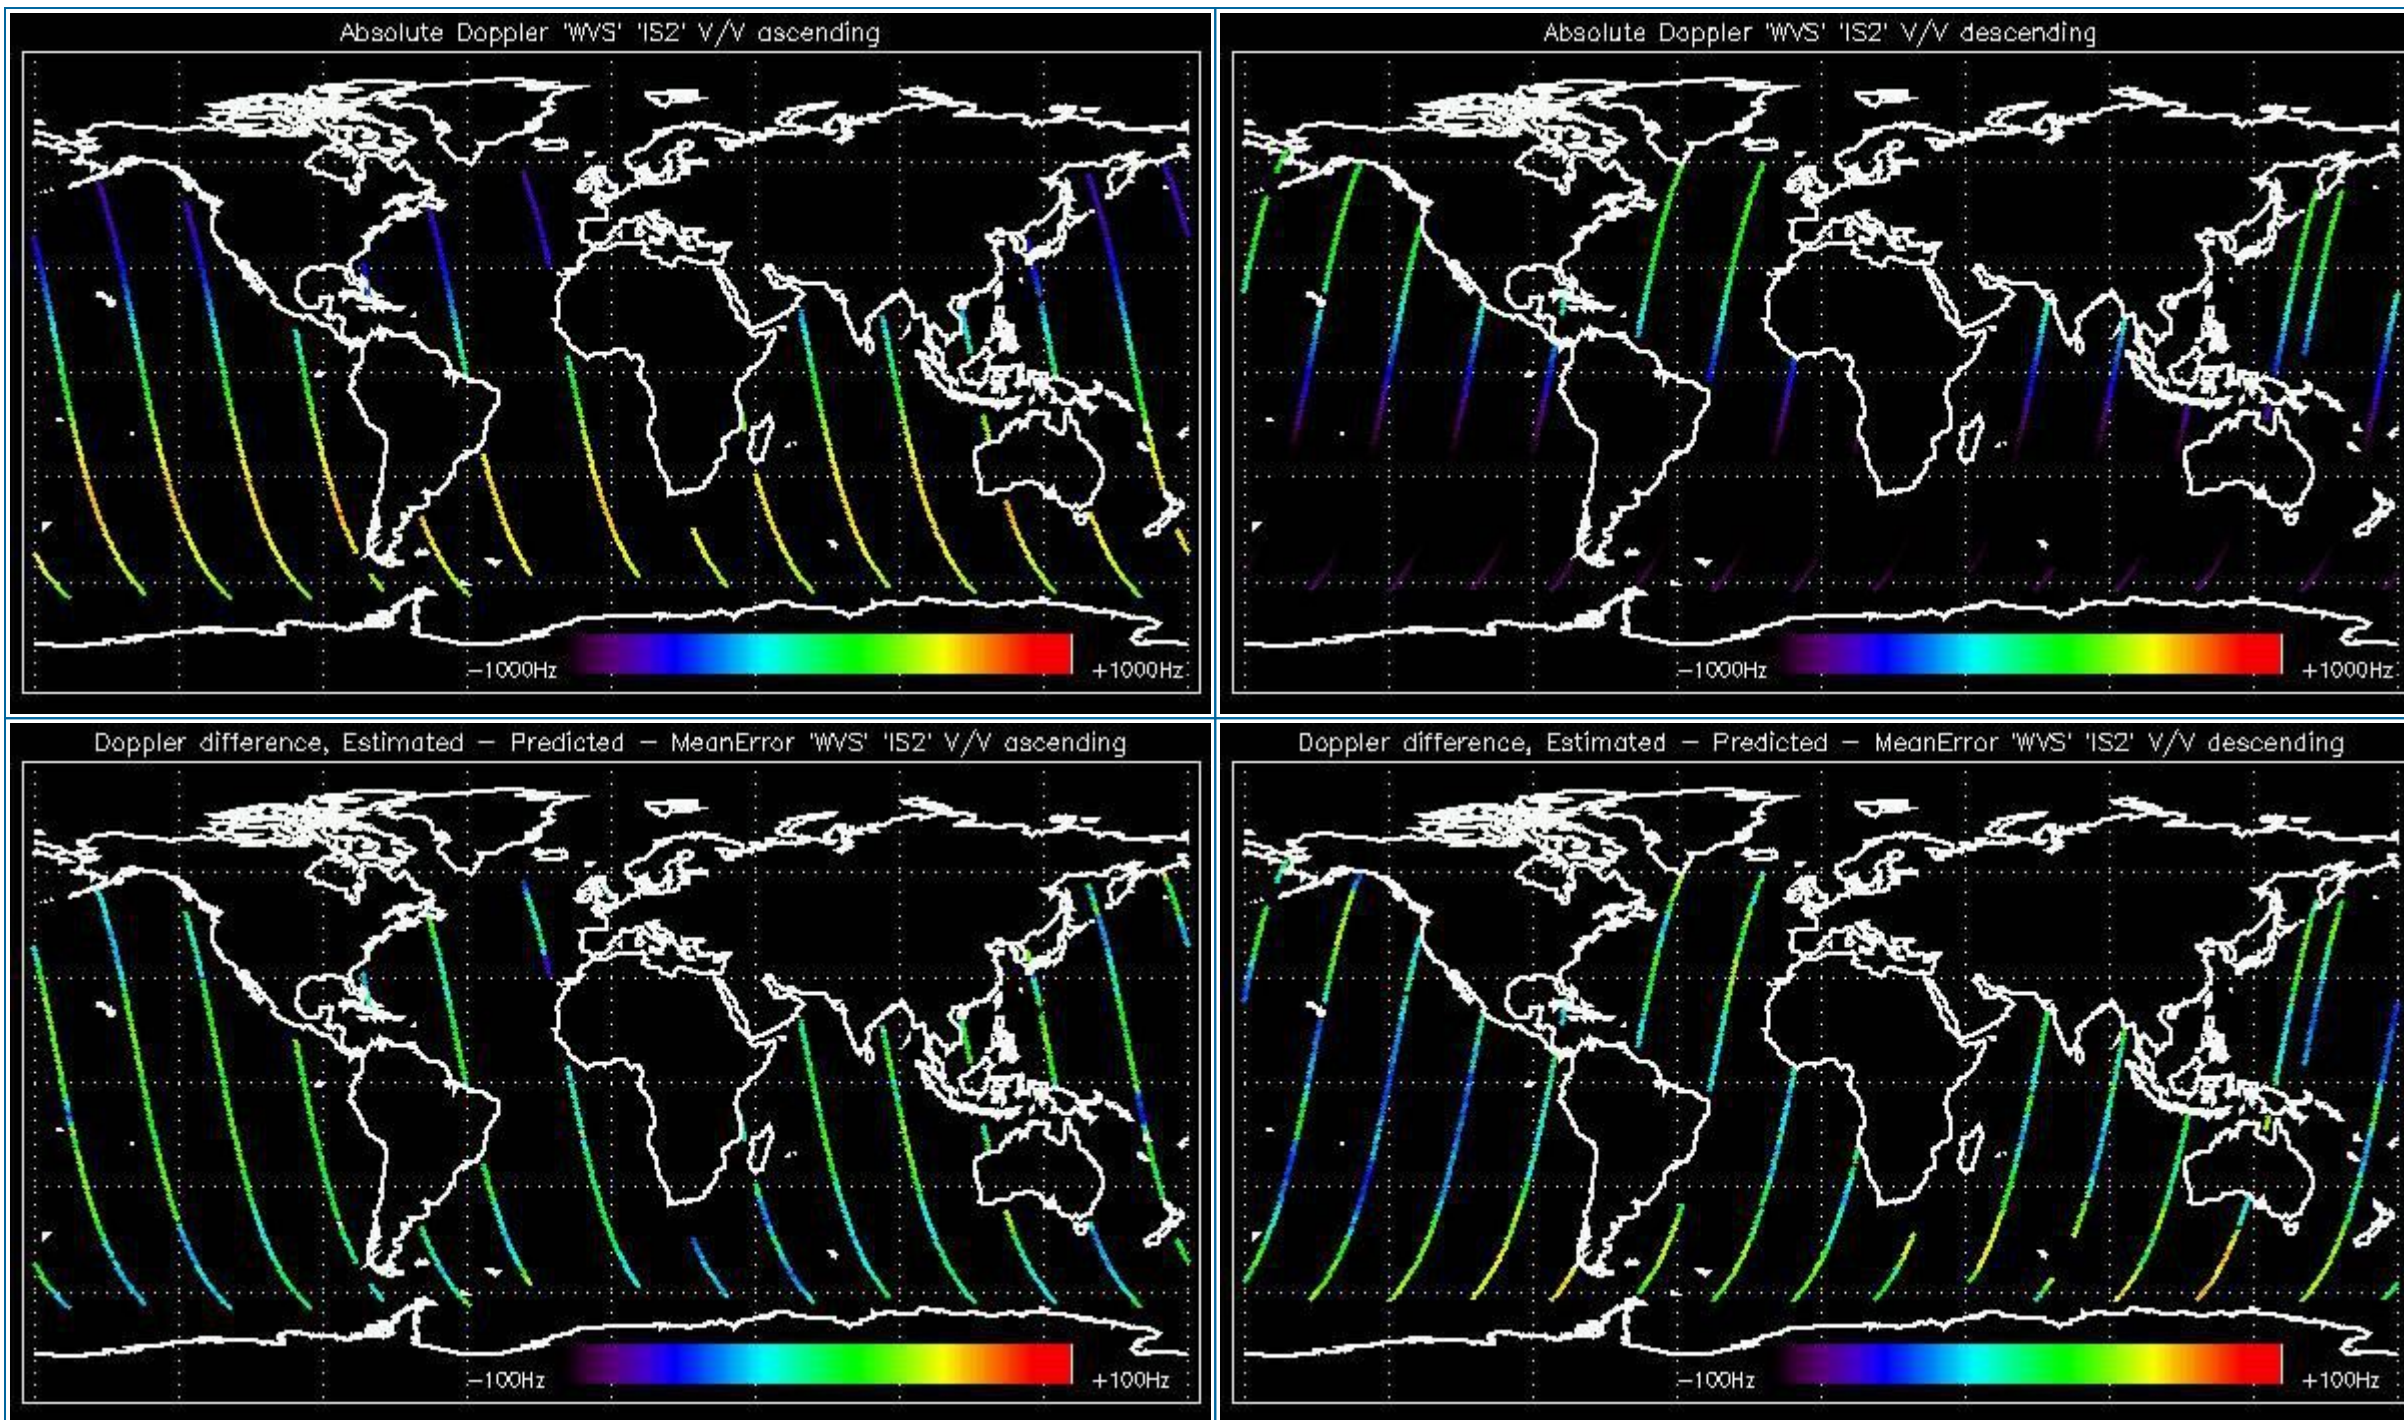 Absolute Doppler 'WVS' 'IS2' V/V ascending
-1000Hz +1000Hz
Absolute Doppler 'WVS' 'IS2' V/V descending
-1000Hz +1000Hz
Doppler difference, Estimated - Predicted - MeanError 'WVS' 'IS2' V/V ascending
-100Hz +100Hz
Doppler difference, Estimated - Predicted - MeanError 'WVS' 'IS2' V/V descending
-100Hz +100Hz